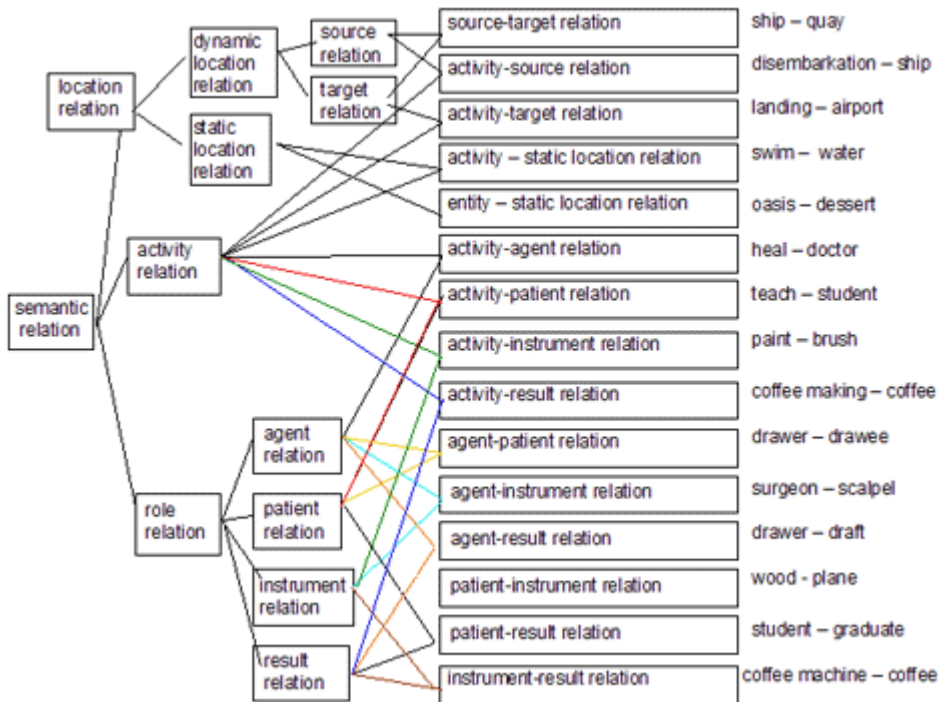 source
relation
source-target relation
ship – quay
dynamic
location
relation
activity-source relation
disembarkation – ship
location
relation
target
relation
activity-target relation
landing – airport
static
location
relation
activity – static location relation
swim – water
entity – static location relation
oasis – dessert
activity
relation
activity-agent relation
heal – doctor
semantic
relation
activity-patient relation
teach – student
activity-instrument relation
paint – brush
activity-result relation
coffee making – coffee
agent
relation
agent-patient relation
drawer – drawee
role
relation
patient
relation
agent-instrument relation
surgeon – scalpel
agent-result relation
drawer – draft
instrument
relation
patient-instrument relation
wood - plane
patient-result relation
student – graduate
result
relation
instrument-result relation
coffee machine – coffee